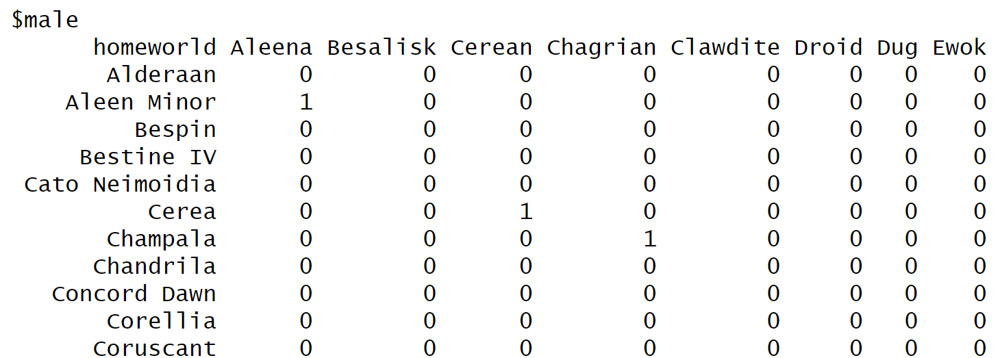 $male
homeworld Aleena Besalisk Cerean Chagrian Clawdite Droid Dug Ewok
Alderaan 0 0 0 0 0 0 0 0
Aleen Minor 1 0 0 0 0 0 0 0
Bespin 0 0 0 0 0 0 0 0
Bestine IV 0 0 0 0 0 0 0 0
Cato Neimoidia 0 0 0 0 0 0 0 0
Cerea 0 0 1 0 0 0 0 0
Champala 0 0 0 1 0 0 0 0
Chandrila 0 0 0 0 0 0 0 0
Concord Dawn 0 0 0 0 0 0 0 0
Corellia 0 0 0 0 0 0 0 0
Coruscant 0 0 0 0 0 0 0 0